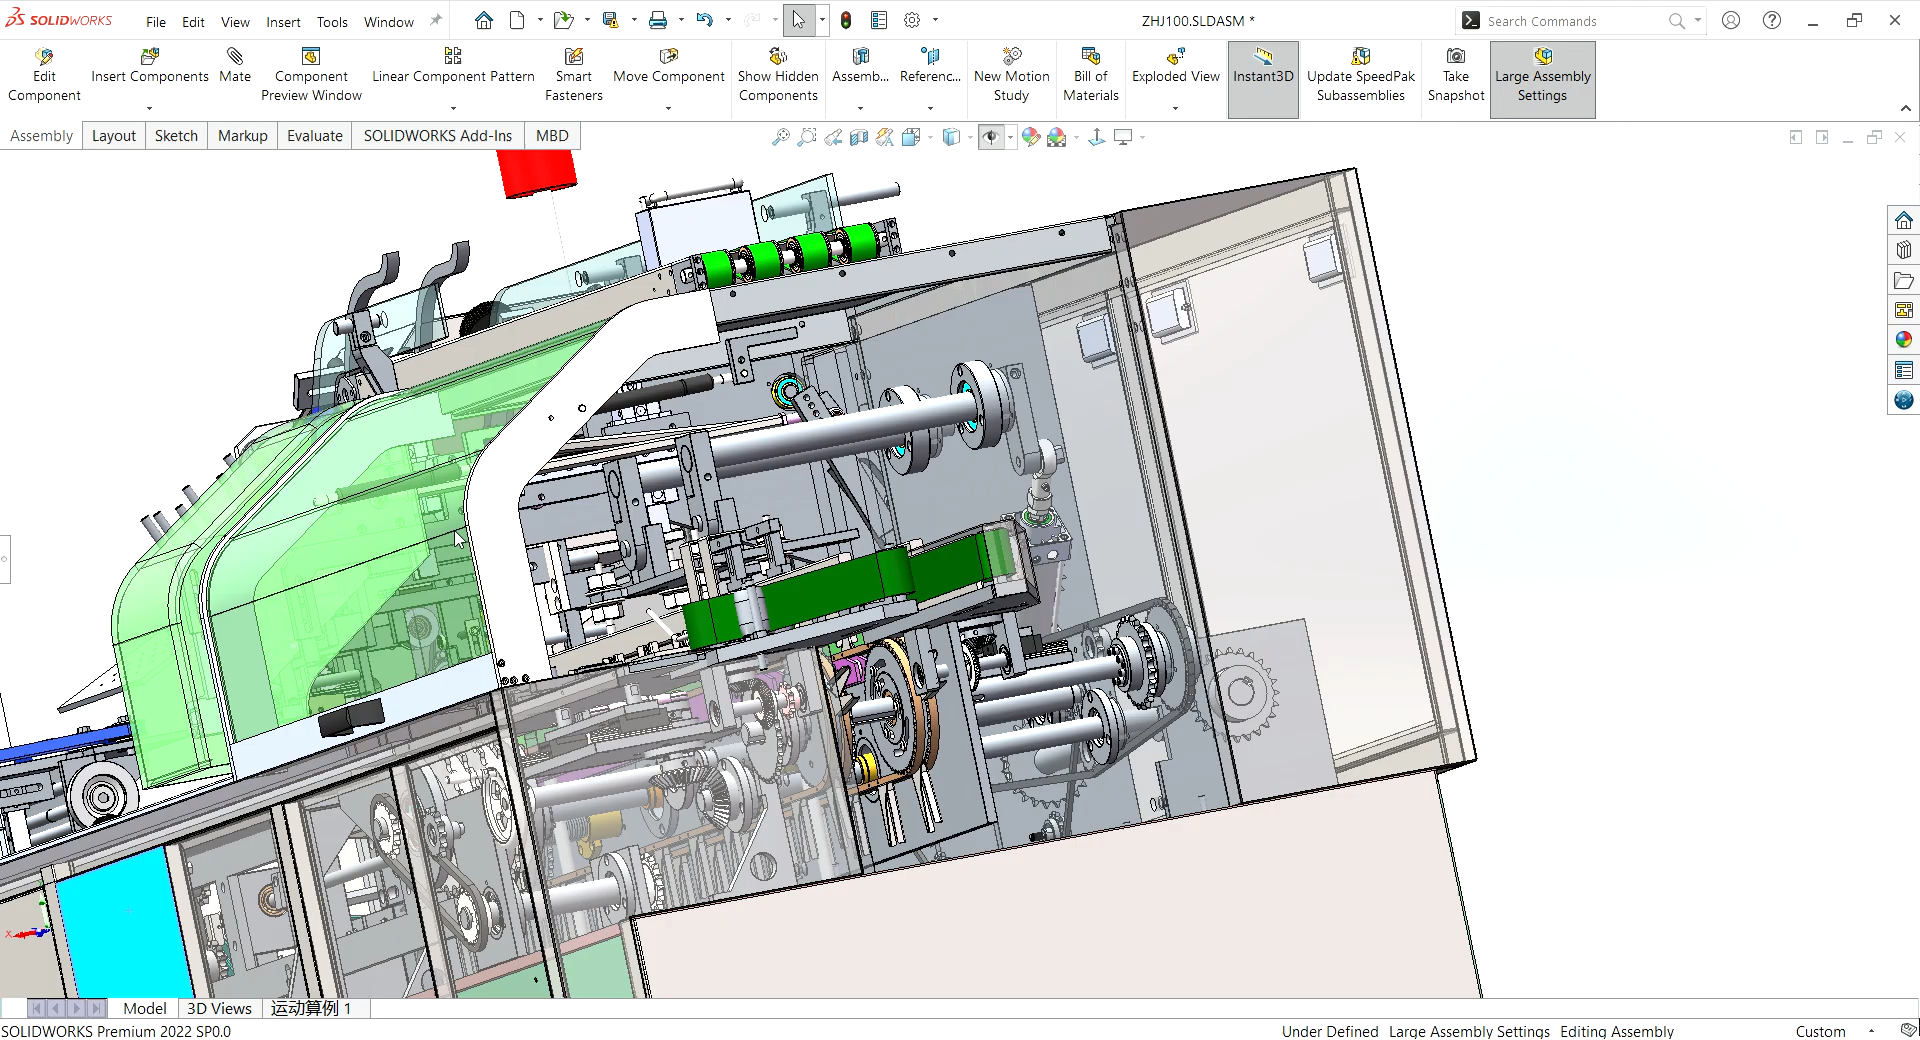 SOLIDWORKS File Edit View Insert Tools Window ZHJ100.SLDASM * Search Commands
Edit Component
Insert Components
Mate
Component Preview Window
Linear Component Pattern
Smart Fasteners
Move Component
Show Hidden Components
Assemb...
Referenc...
New Motion Study
Bill of Materials
Exploded View
Instant3D
Update SpeedPak Subassemblies
Take Snapshot
Large Assembly Settings
Assembly Layout Sketch Markup Evaluate SOLIDWORKS Add-Ins MBD
X
Model 3D Views 运动算例 1
SOLIDWORKS Premium 2022 SP0.0 Under Defined Large Assembly Settings Editing Assembly Custom